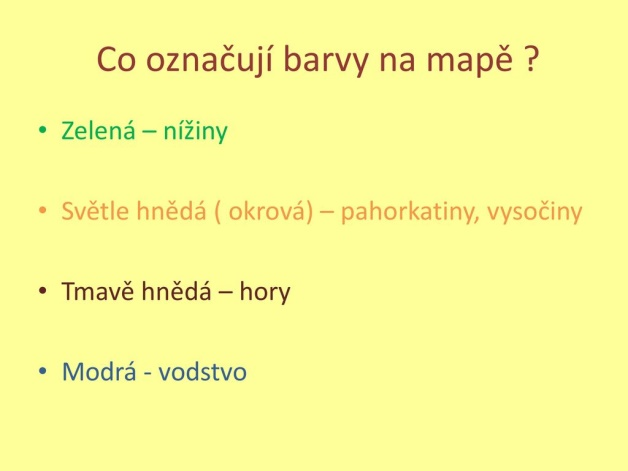 Co označují barvy na mapě ?
• Zelená – nížiny
• Světle hnědá ( okrová) – pahorkatiny, vysočiny
• Tmavě hnědá – hory
• Modrá - vodstvo